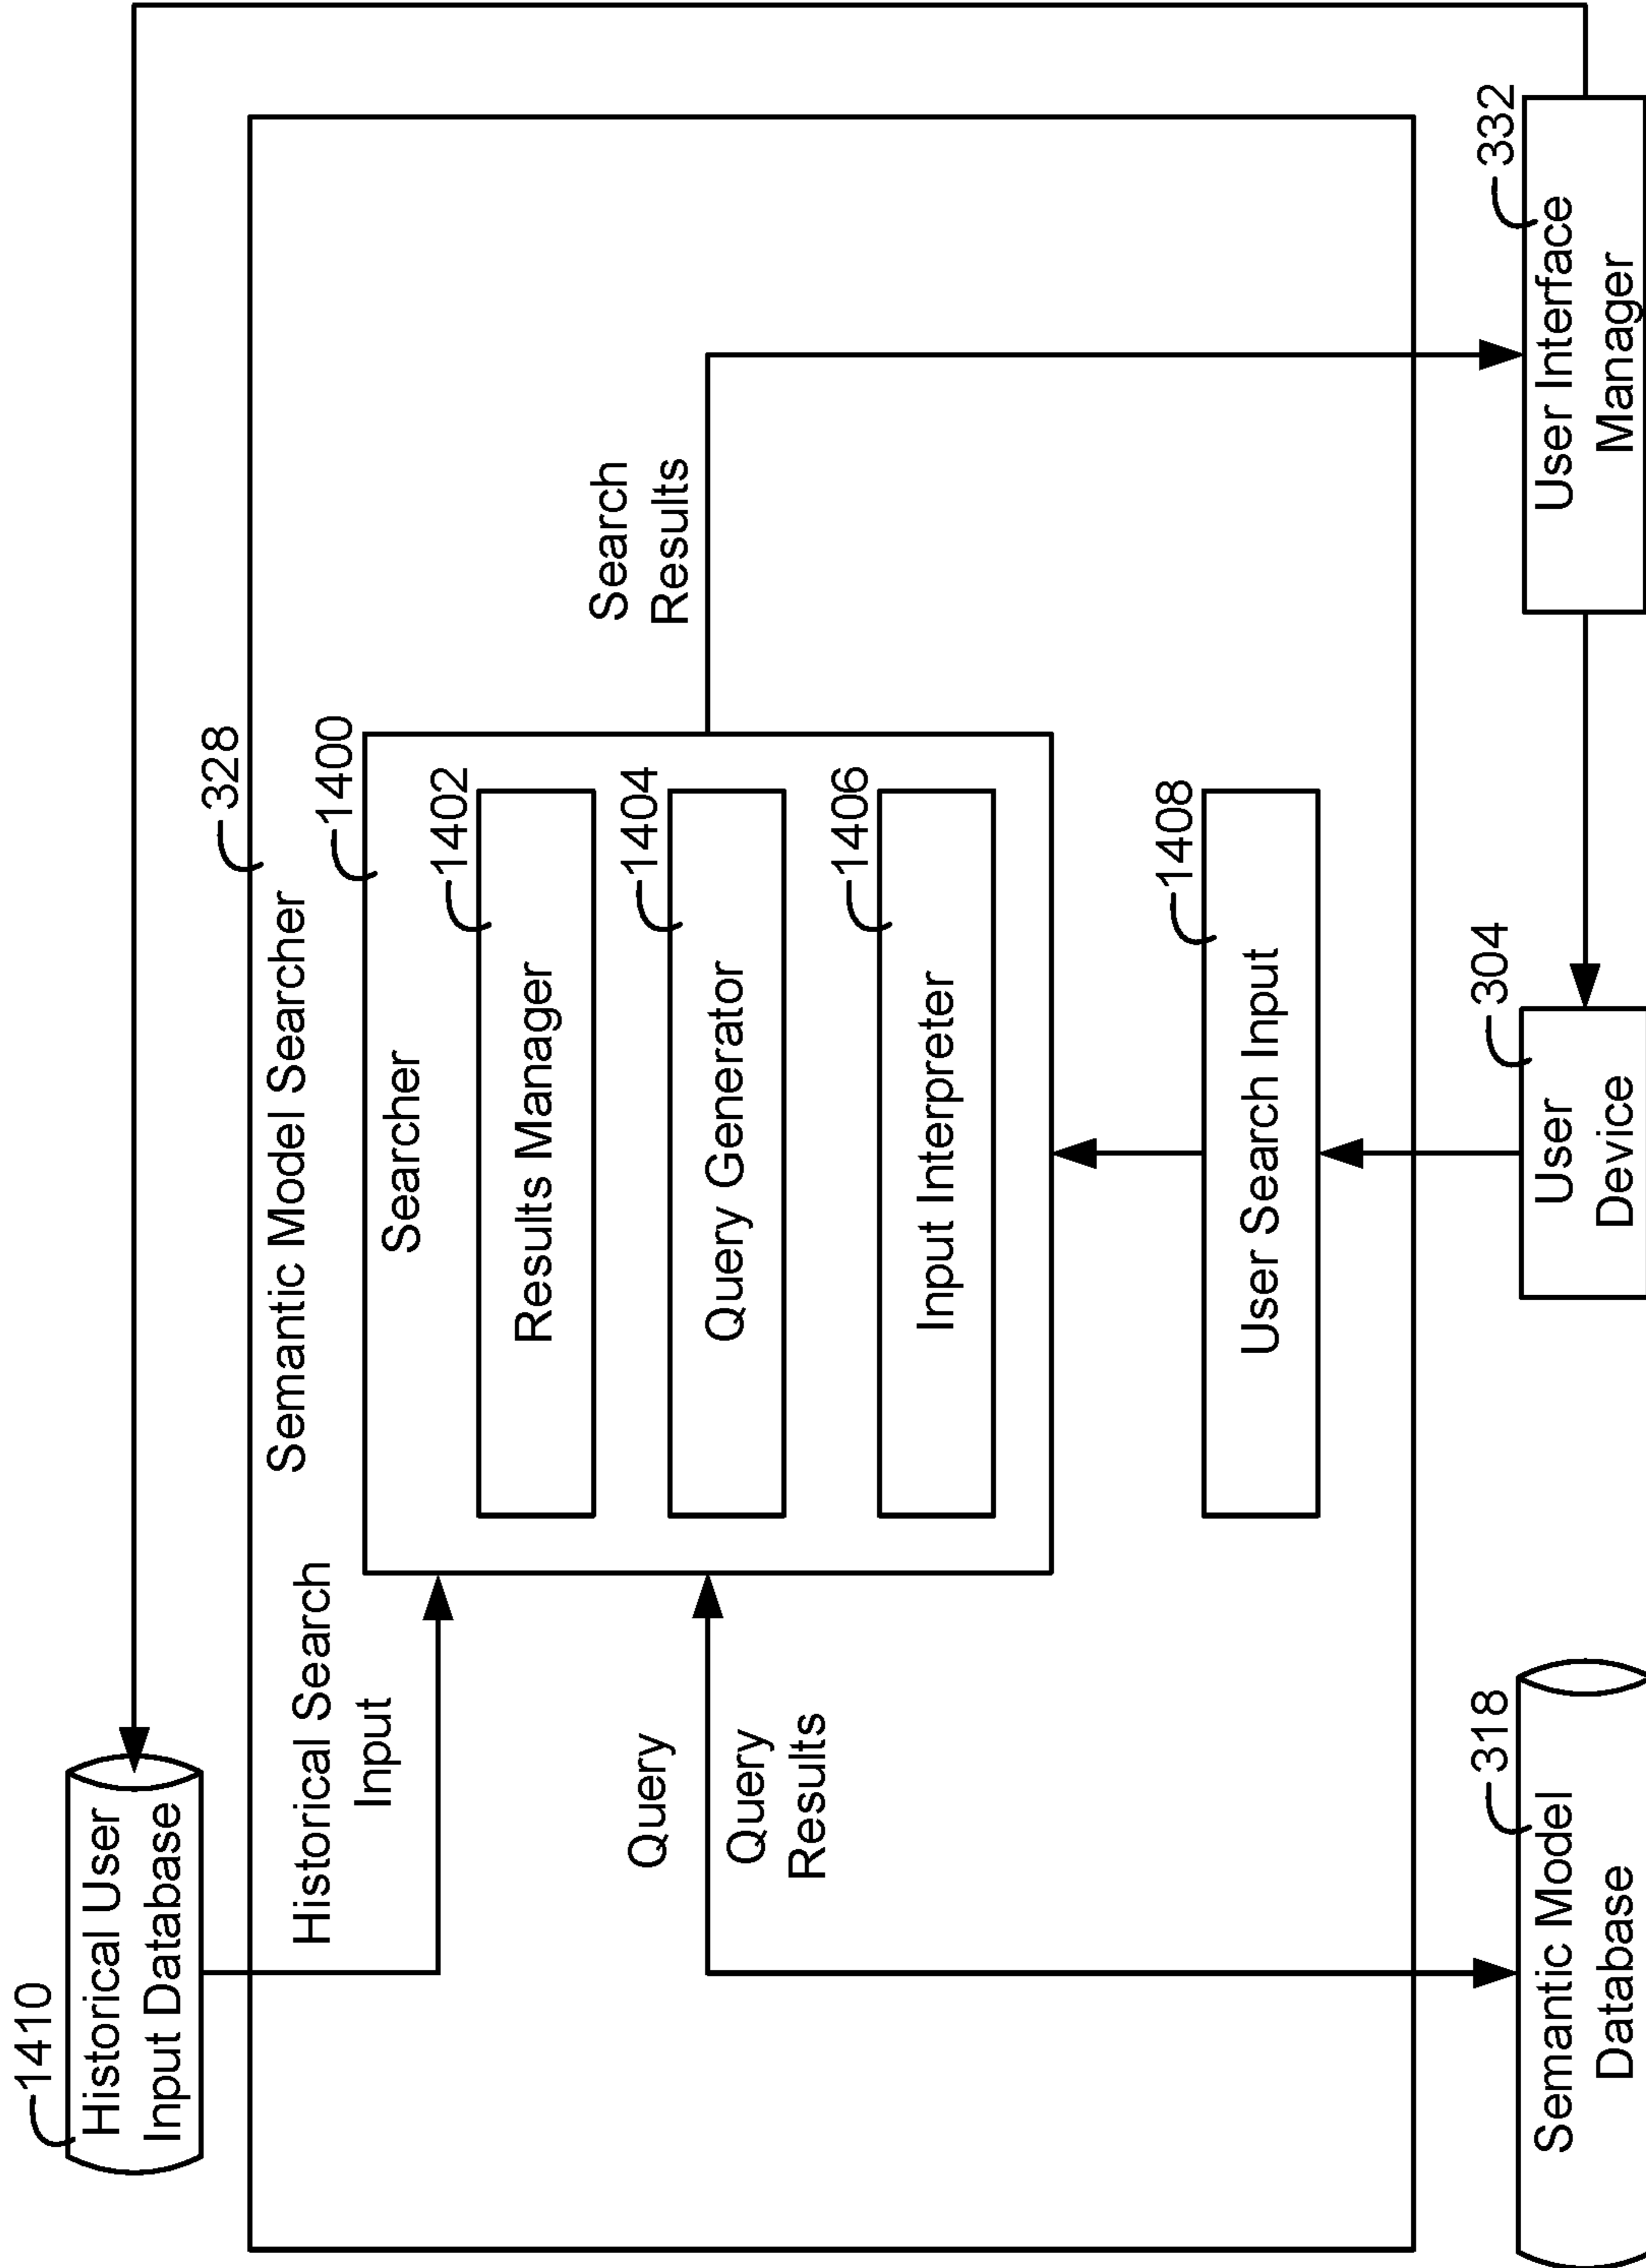 1410
Historical User
Input Database
328
Semantic Model Searcher
Historical Search
Input
1400
Searcher
1402
Results Manager
1404
Query Generator
1406
Input Interpreter
Query
Query
Results
Search
Results
1408
User Search Input
318
Semantic Model
Database
304
User
Device
332
User Interface
Manager